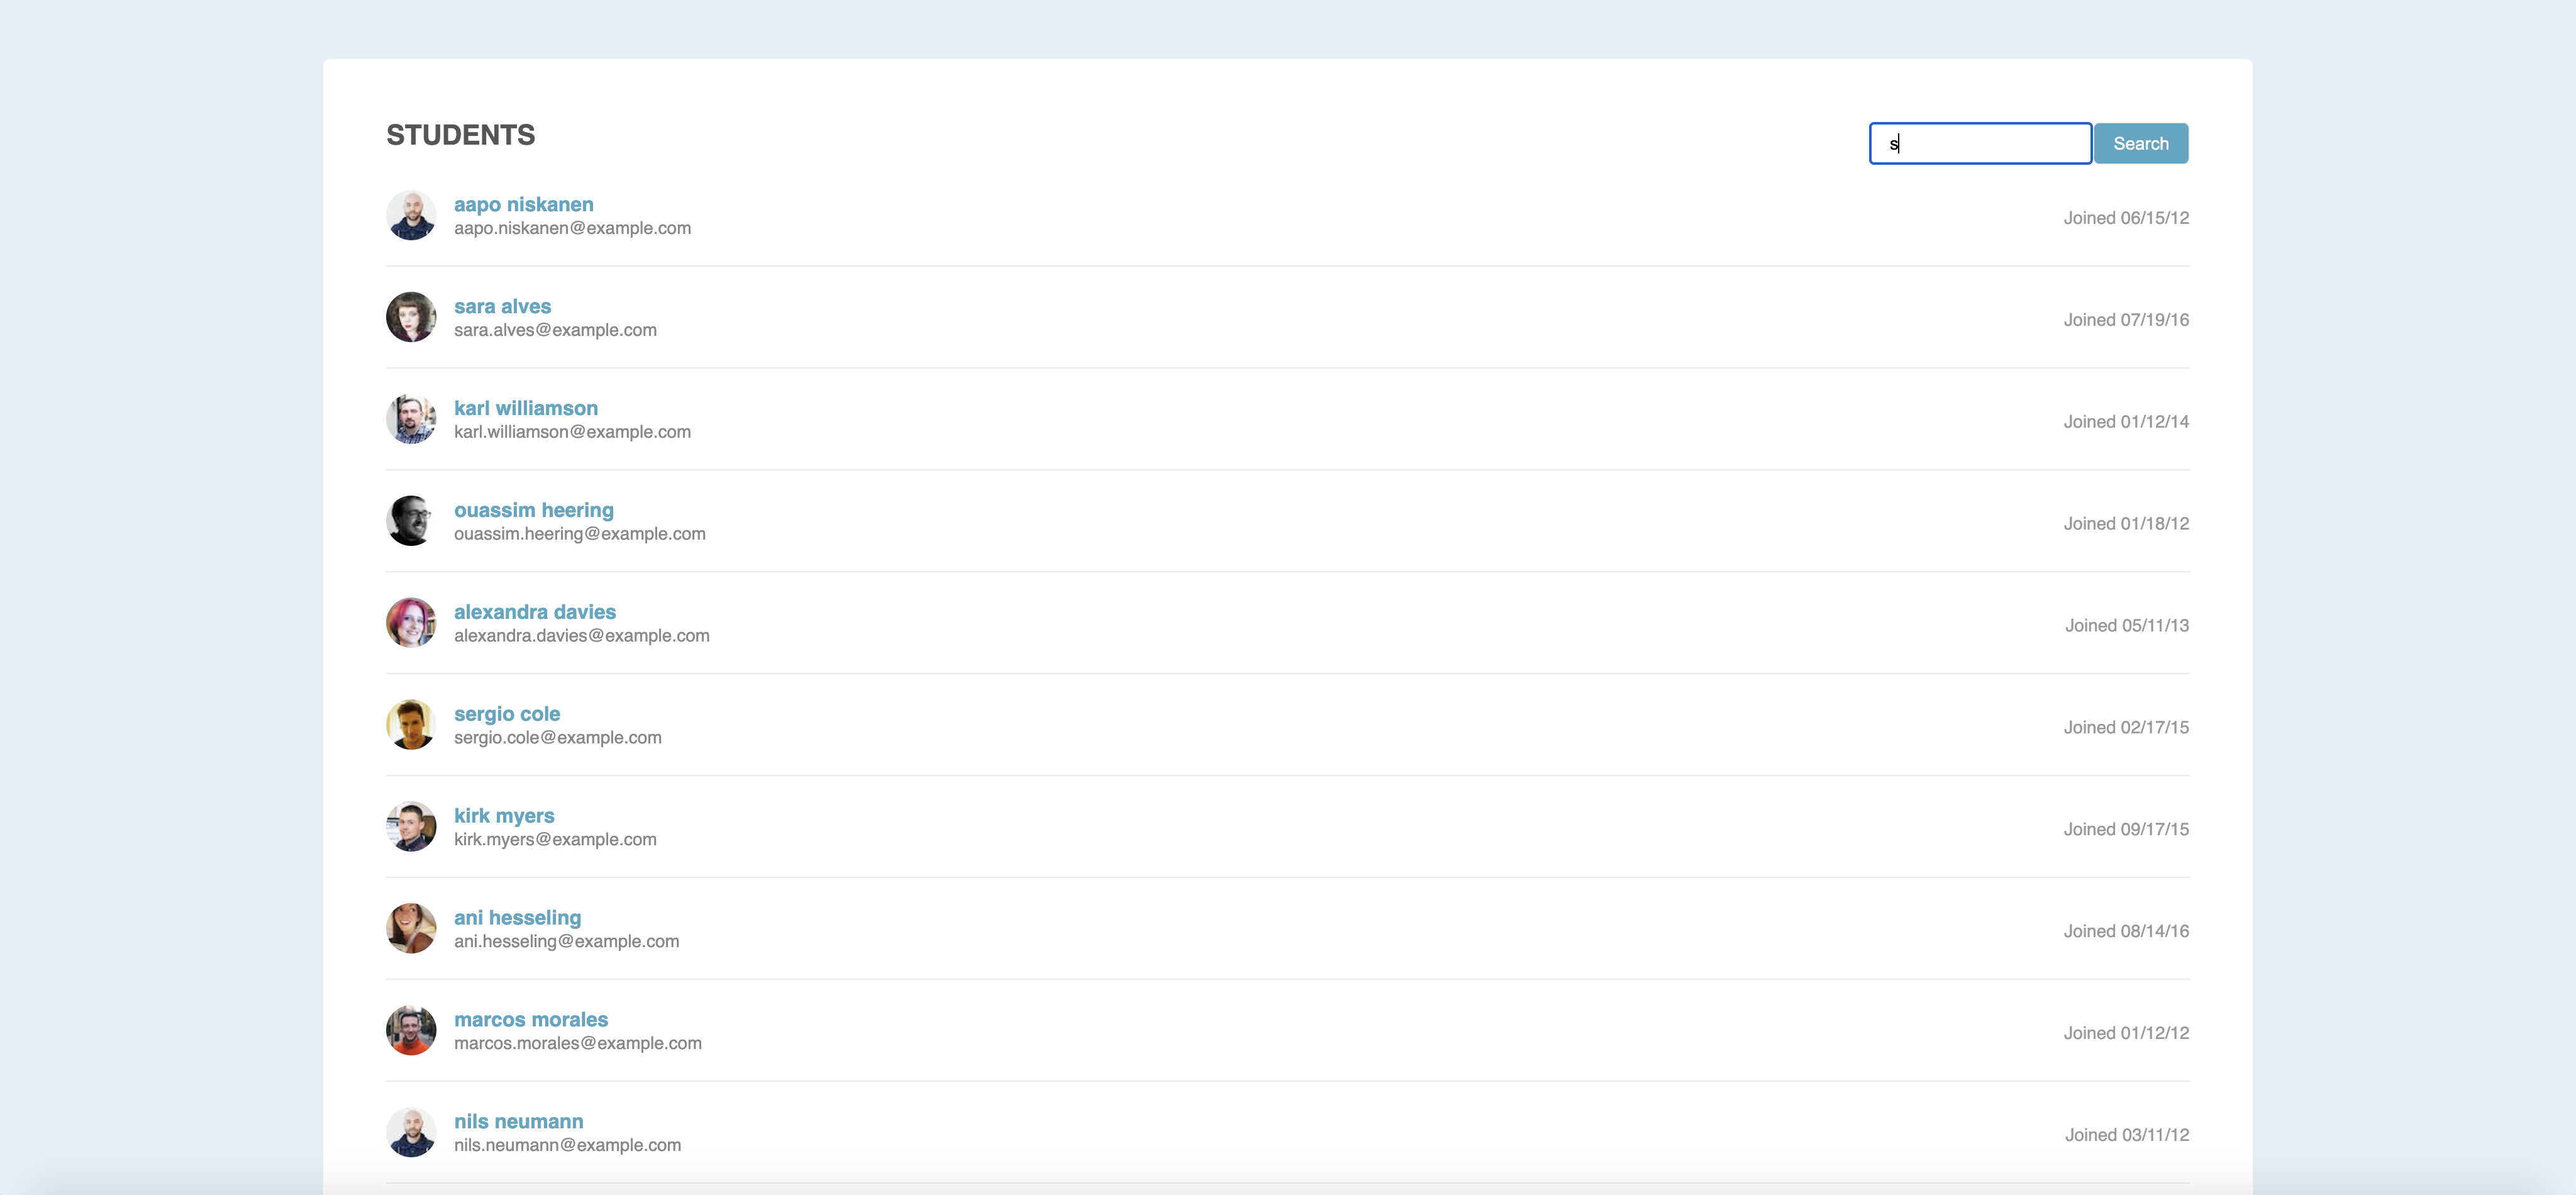 STUDENTS
s
Search
aapo niskanen
aapo.niskanen@example.com
Joined 06/15/12
sara alves
sara.alves@example.com
Joined 07/19/16
karl williamson
karl.williamson@example.com
Joined 01/12/14
ouassim heering
ouassim.heering@example.com
Joined 01/18/12
alexandra davies
alexandra.davies@example.com
Joined 05/11/13
sergio cole
sergio.cole@example.com
Joined 02/17/15
kirk myers
kirk.myers@example.com
Joined 09/17/15
ani hesseling
ani.hesseling@example.com
Joined 08/14/16
marcos morales
marcos.morales@example.com
Joined 01/12/12
nils neumann
nils.neumann@example.com
Joined 03/11/12